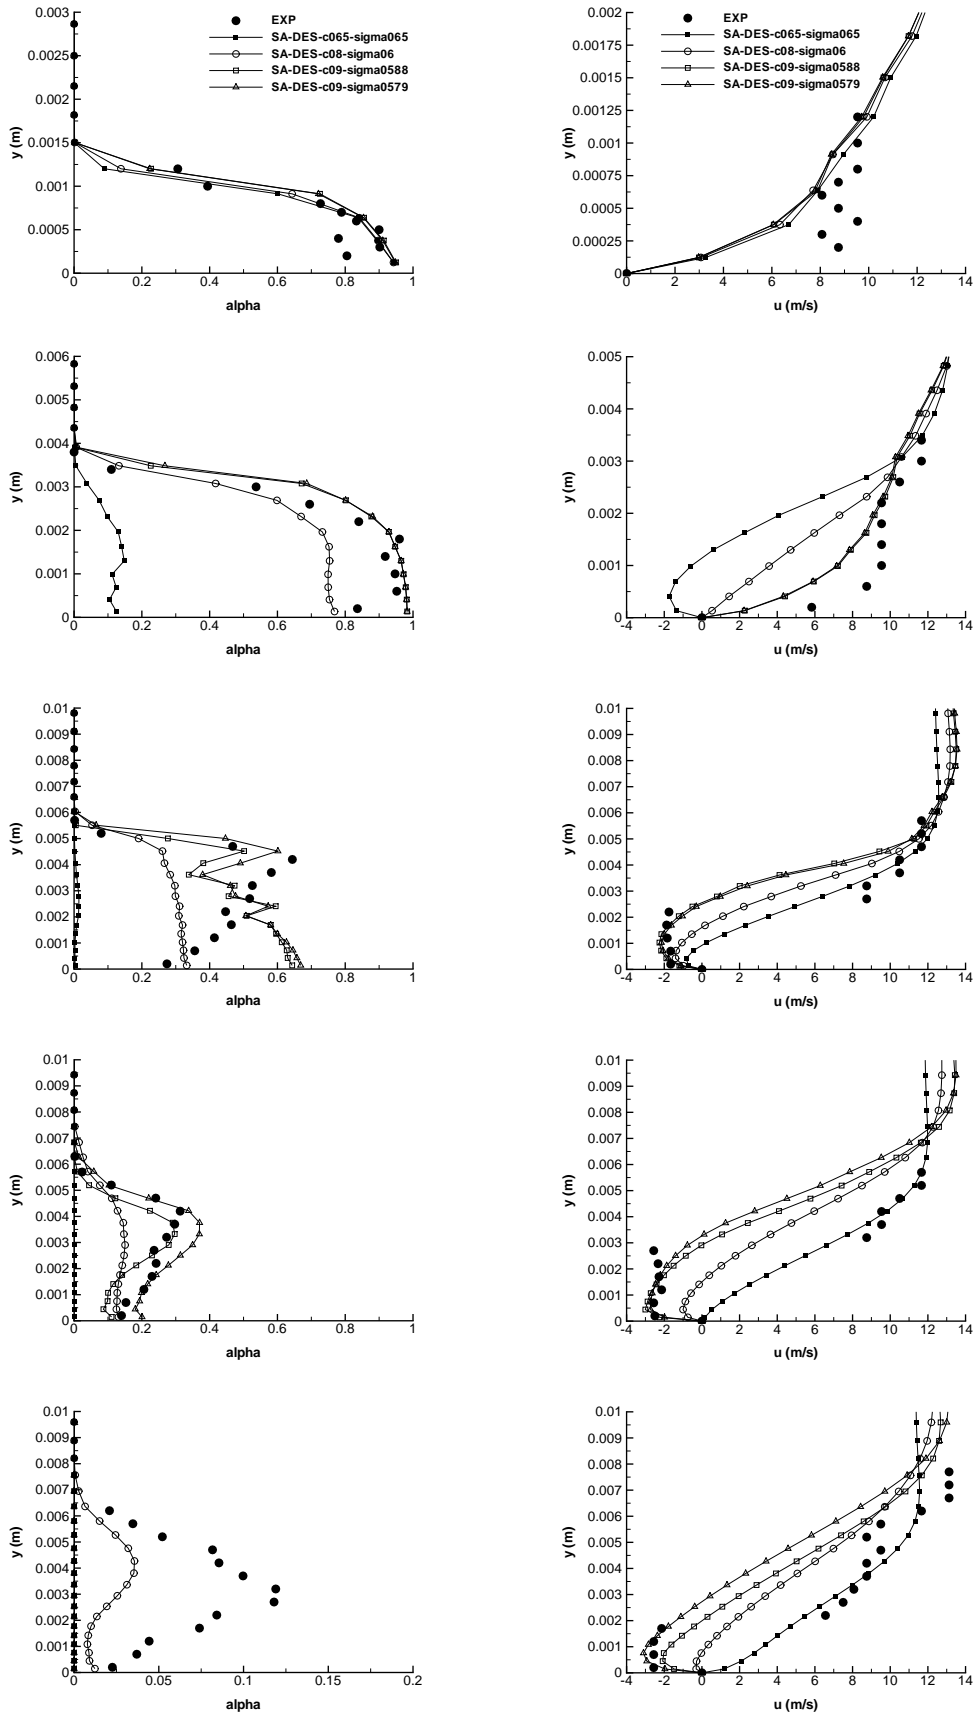 EXP
SA-DES-c065-sigma065
SA-DES-c08-sigma06
SA-DES-c09-sigma0588
SA-DES-c09-sigma0579
y (m)
0.003
0.0025
0.002
0.0015
0.001
0.0005
0
0 0.2 0.4 0.6 0.8 1
alpha
EXP
SA-DES-c065-sigma065
SA-DES-c08-sigma06
SA-DES-c09-sigma0588
SA-DES-c09-sigma0579
y (m)
0.002
0.00175
0.0015
0.00125
0.001
0.00075
0.0005
0.00025
0
0 2 4 6 8 10 12 14
u (m/s)
y (m)
0.006
0.005
0.004
0.003
0.002
0.001
0
0 0.2 0.4 0.6 0.8 1
alpha
y (m)
0.005
0.004
0.003
0.002
0.001
0
-4 -2 0 2 4 6 8 10 12 14
u (m/s)
y (m)
0.01
0.009
0.008
0.007
0.006
0.005
0.004
0.003
0.002
0.001
0
0 0.2 0.4 0.6 0.8 1
alpha
y (m)
0.01
0.009
0.008
0.007
0.006
0.005
0.004
0.003
0.002
0.001
0
-4 -2 0 2 4 6 8 10 12 14
u (m/s)
y (m)
0.01
0.009
0.008
0.007
0.006
0.005
0.004
0.003
0.002
0.001
0
0 0.2 0.4 0.6 0.8 1
alpha
y (m)
0.01
0.009
0.008
0.007
0.006
0.005
0.004
0.003
0.002
0.001
0
-4 -2 0 2 4 6 8 10 12 14
u (m/s)
y (m)
0.01
0.009
0.008
0.007
0.006
0.005
0.004
0.003
0.002
0.001
0
0 0.05 0.1 0.15 0.2
alpha
y (m)
0.01
0.009
0.008
0.007
0.006
0.005
0.004
0.003
0.002
0.001
0
-4 -2 0 2 4 6 8 10 12 14
u (m/s)